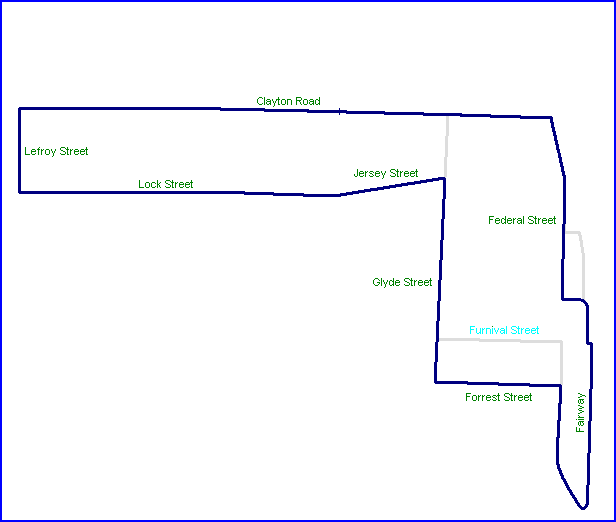 Clayton Road
Lefroy Street
Jersey Street
Lock Street
Federal Street
Glyde Street
Furnival Street
Forrest Street
Fairway